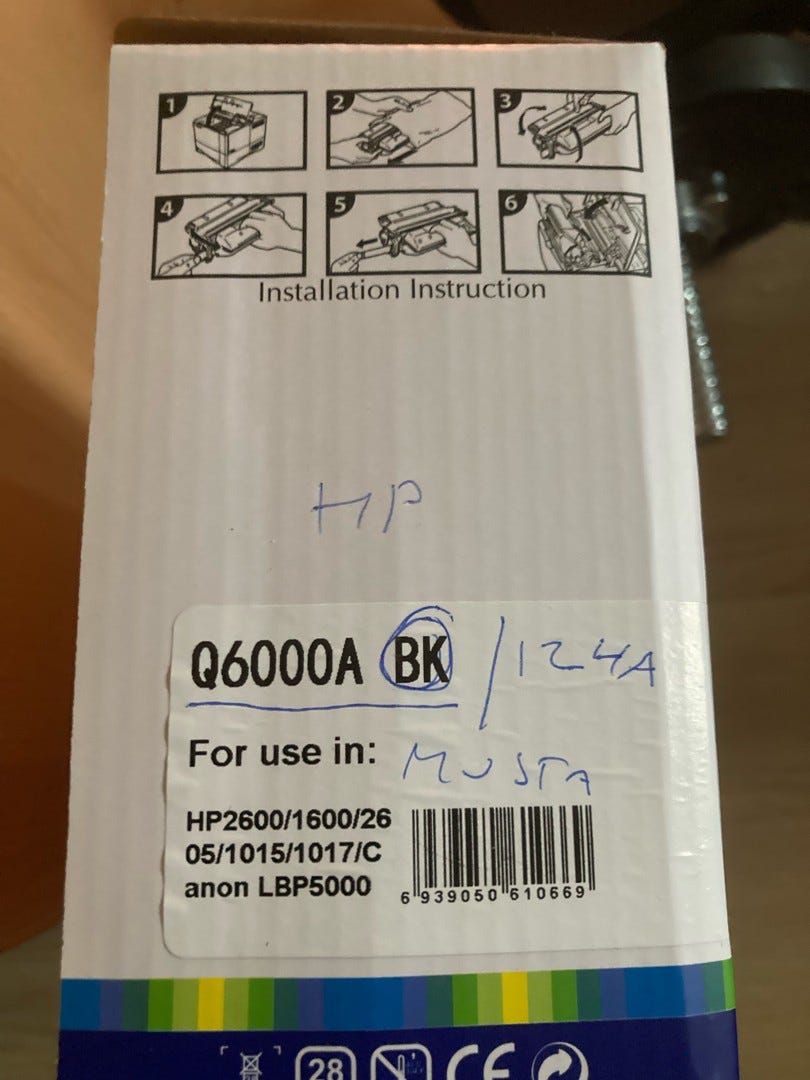 1 2 3
4 5 6
Installation Instruction
HP
Q6000A BK / 124A
For use in: MUSTA
HP2600/1600/26
05/1015/1017/C
anon LBP5000
6 939050 610669
28 CE